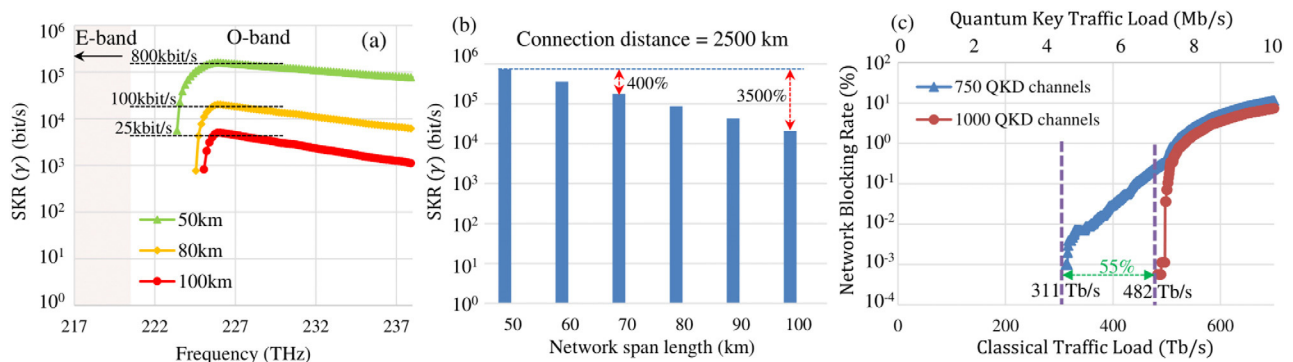 (a)
E-band
O-band
800kbit/s
100kbit/s
25kbit/s
SKR (γ) (bit/s)
10⁶
10⁵
10⁴
10³
10²
10¹
10⁰
50km
80km
100km
217 222 227 232 237
Frequency (THz)
(b)
Connection distance = 2500 km
400%
3500%
SKR (γ) (bit/s)
10⁶
10⁵
10⁴
10³
10²
10¹
10⁰
50 60 70 80 90 100
Network span length (km)
(c)
Quantum Key Traffic Load (Mb/s)
0 2 4 6 8 10
750 QKD channels
1000 QKD channels
Network Blocking Rate (%)
10²
10¹
10⁰
10⁻¹
10⁻²
10⁻³
10⁻⁴
55%
311 Tb/s
482 Tb/s
0 200 400 600
Classical Traffic Load (Tb/s)